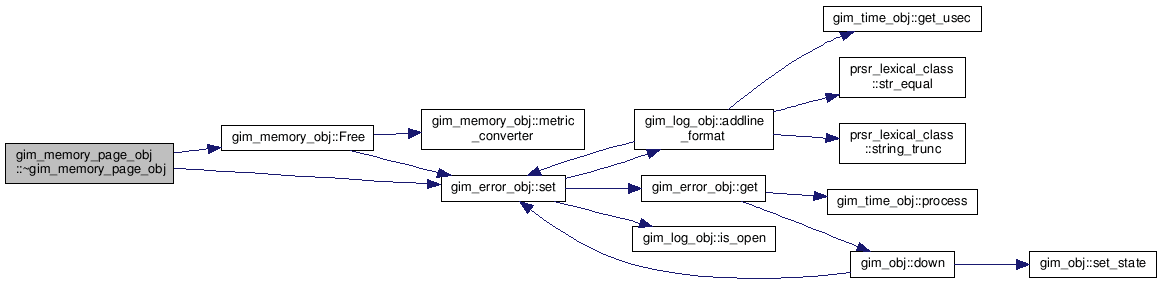 gim_memory_page_obj
::~gim_memory_page_obj
gim_memory_obj::Free
gim_memory_obj::metric
_converter
gim_error_obj::set
gim_log_obj::addline
_format
gim_error_obj::get
gim_log_obj::is_open
gim_time_obj::get_usec
prsr_lexical_class
::str_equal
prsr_lexical_class
::string_trunc
gim_time_obj::process
gim_obj::down
gim_obj::set_state